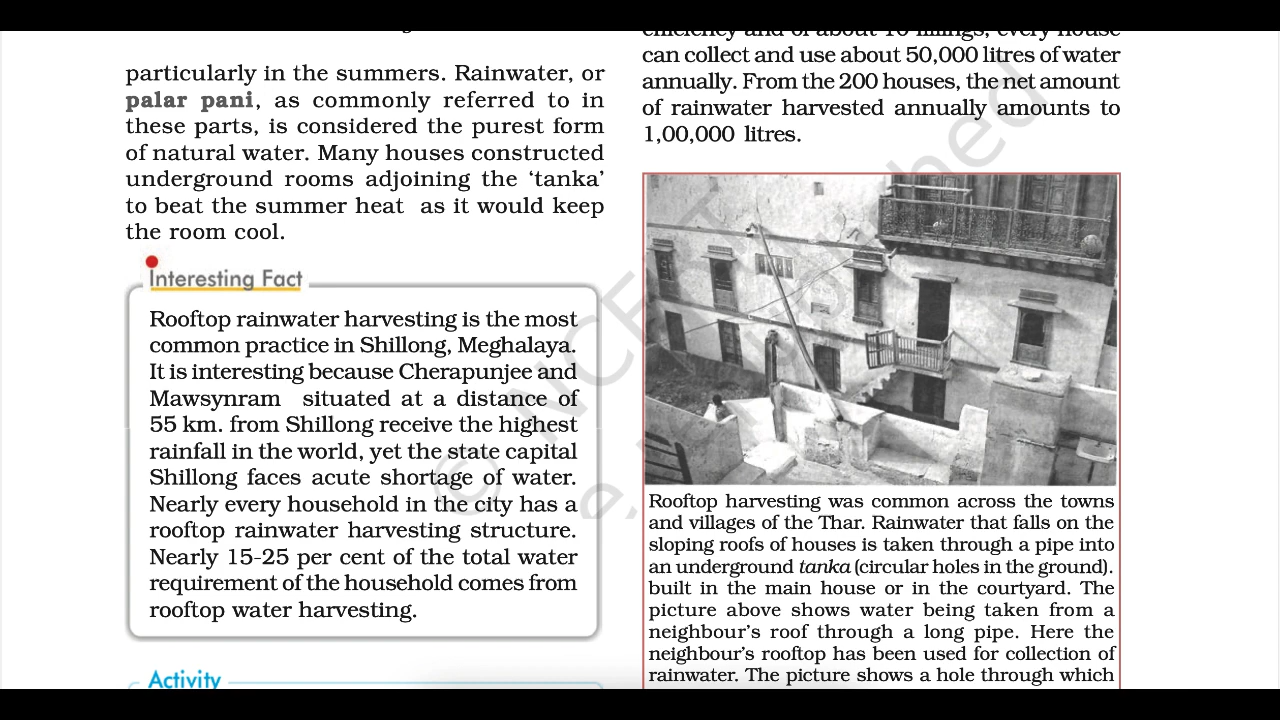 particularly in the summers. Rainwater, or
palar pani, as commonly referred to in
these parts, is considered the purest form
of natural water. Many houses constructed
underground rooms adjoining the ‘tanka’
to beat the summer heat as it would keep
the room cool.
Interesting Fact
Rooftop rainwater harvesting is the most
common practice in Shillong, Meghalaya.
It is interesting because Cherapunjee and
Mawsynram situated at a distance of
55 km. from Shillong receive the highest
rainfall in the world, yet the state capital
Shillong faces acute shortage of water.
Nearly every household in the city has a
rooftop rainwater harvesting structure.
Nearly 15-25 per cent of the total water
requirement of the household comes from
rooftop water harvesting.
Activity
efficiency and of about 10 fillings, every house
can collect and use about 50,000 litres of water
annually. From the 200 houses, the net amount
of rainwater harvested annually amounts to
1,00,000 litres.
Rooftop harvesting was common across the towns
and villages of the Thar. Rainwater that falls on the
sloping roofs of houses is taken through a pipe into
an underground tanka (circular holes in the ground).
built in the main house or in the courtyard. The
picture above shows water being taken from a
neighbour’s roof through a long pipe. Here the
neighbour’s rooftop has been used for collection of
rainwater. The picture shows a hole through which